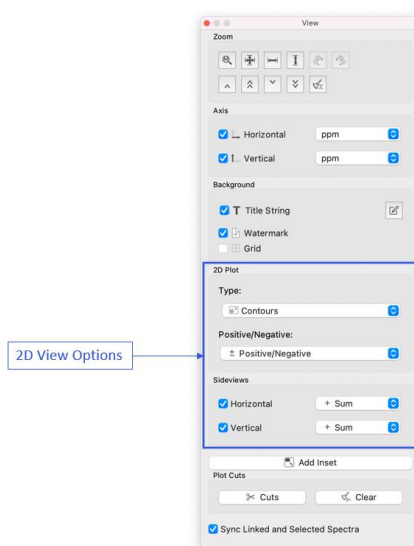 View
Zoom
Axis
Horizontal ppm
Vertical ppm
Background
T Title String
Watermark
Grid
2D Plot
Type:
Contours
Positive/Negative:
± Positive/Negative
2D View Options
Sideviews
Horizontal + Sum
Vertical + Sum
Add Inset
Plot Cuts
Cuts Clear
Sync Linked and Selected Spectra